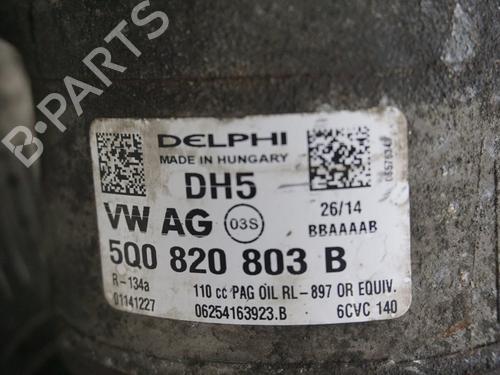 B-PARTS
DELPHI
MADE IN HUNGARY
DH5
VW AG 03S
26/14
BBAAAAB
5Q0 820 803 B
R-134a 110 cc PAG OIL RL-897 OR EQUIV.
01141227 06254163923.B 6CVC 140